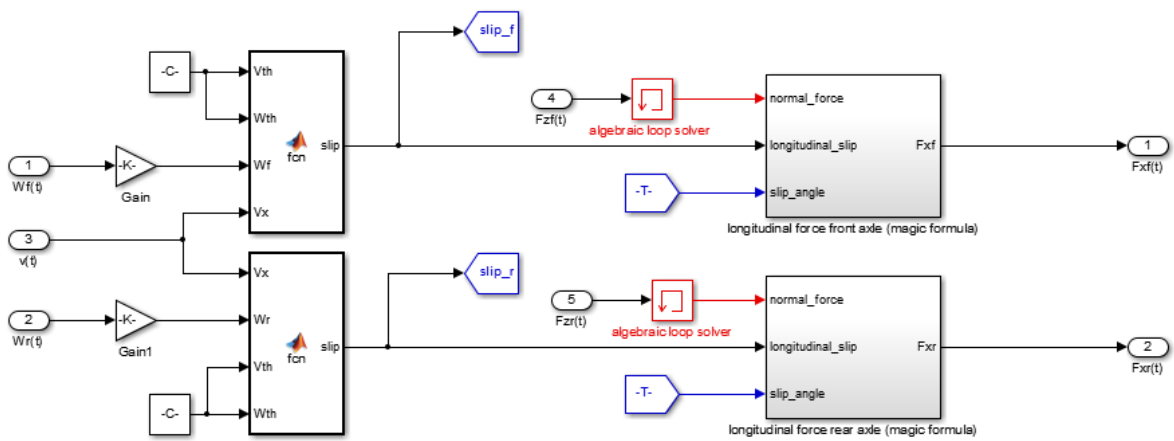 slip_f
-C-
Vth
Wth
fcn
slip
Wf
Vx
1
Wf(t)
-K-
Gain
3
v(t)
4
Fzf(t)
algebraic loop solver
normal_force
longitudinal_slip
Fxf
slip_angle
-T-
longitudinal force front axle (magic formula)
1
Fxf(t)
slip_r
Vx
Wr
fcn
slip
Vth
Wth
2
Wr(t)
-K-
Gain1
-C-
5
Fzr(t)
algebraic loop solver
normal_force
longitudinal_slip
Fxr
slip_angle
-T-
longitudinal force rear axle (magic formula)
2
Fxr(t)